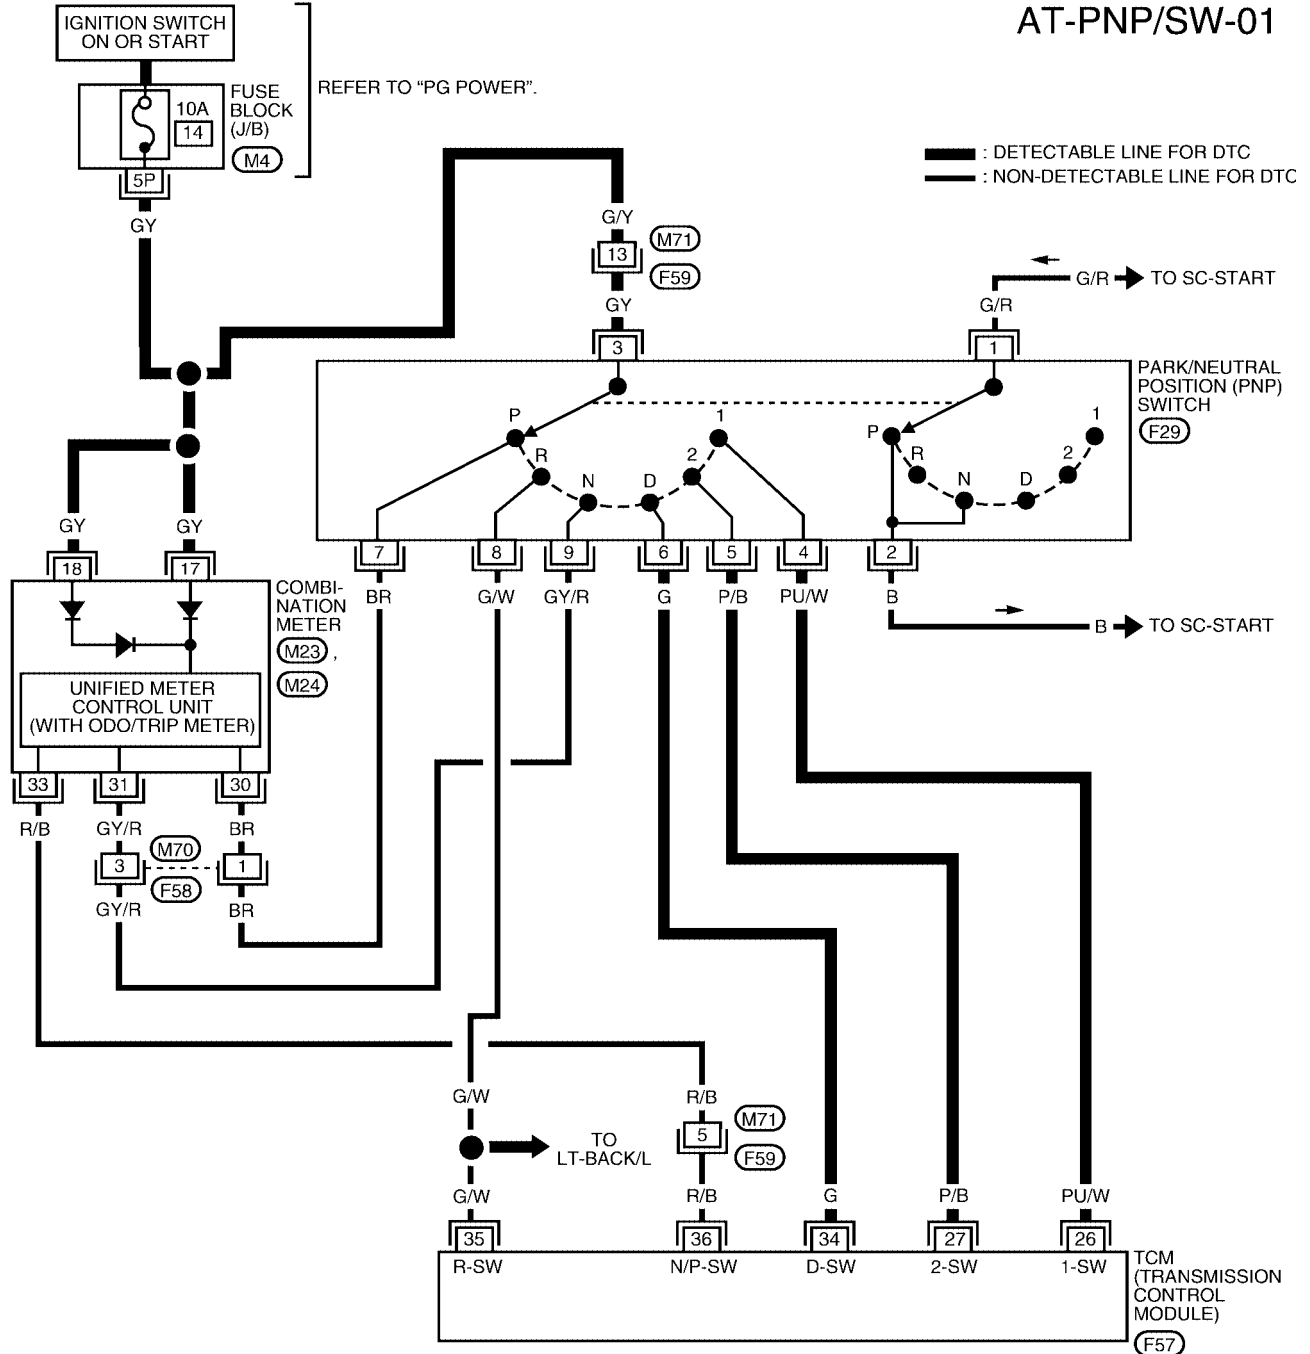 AT-PNP/SW-01
IGNITION SWITCH
ON OR START
REFER TO “PG POWER”.
10A
14
FUSE
BLOCK
(J/B)
M4
5P
GY
: DETECTABLE LINE FOR DTC
: NON-DETECTABLE LINE FOR DTC
G/Y
13
M71
F59
GY
3
G/R
TO SC-START
G/R
1
PARK/NEUTRAL
POSITION (PNP)
SWITCH
F29
P
R
N
D
2
1
P
R
N
D
2
1
7
8
9
6
5
4
2
BR
G/W
GY/R
G
P/B
PU/W
B
B
TO SC-START
GY
GY
18
17
COMBI-
NATION
METER
M23 ,
M24
UNIFIED METER
CONTROL UNIT
(WITH ODO/TRIP METER)
33
31
30
R/B
GY/R
BR
3
M70
F58
1
GY/R
BR
G/W
TO
LT-BACK/L
G/W
R/B
5
M71
F59
R/B
G
P/B
PU/W
35
36
34
27
26
R-SW
N/P-SW
D-SW
2-SW
1-SW
TCM
(TRANSMISSION
CONTROL
MODULE)
F57